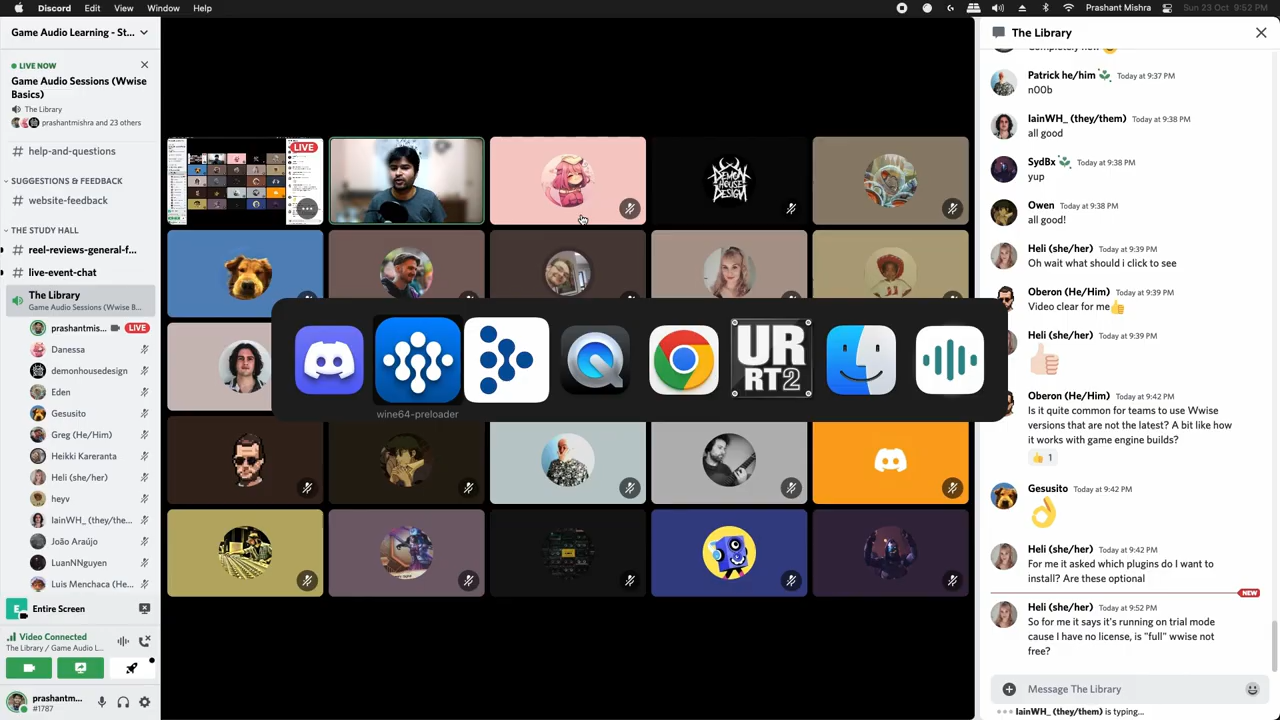 Discord File Edit View Window Help
Prashant Mishra Sun 23 Oct 9:52 PM
Game Audio Learning - St...
LIVE NOW
Game Audio Sessions (Wwise
Basics)
The Library
prashantmishra and 23 others
# help-and-questions
SUGGESTIONS & FEEDBACK
# website-feedback
THE STUDY HALL
# reel-reviews-general-f...
# live-event-chat
The Library
Game Audio Sessions (Wwise B...
prashantmis... LIVE
Danessa
demonhousedesign
Eden
Gesusito
Greg (He/Him)
Heikki Kareranta
Heli (she/her)
heyv
IainWH_ (they/the...
João Araújo
LuanNNguyen
Luis Menchaca (He...
E Entire Screen
Video Connected
The Library / Game Audio L...
prashantm...
#1787
LIVE
DEMON
HOUSE
DESIGN
UR
RT2
wine64-preloader
The Library
Patrick he/him Today at 9:37 PM
n00b
IainWH_ (they/them) Today at 9:38 PM
all good
SydBx Today at 9:38 PM
yup
Owen Today at 9:38 PM
all good!
Heli (she/her) Today at 9:39 PM
Oh wait what should i click to see
Oberon (He/Him) Today at 9:39 PM
Video clear for me👍
Heli (she/her) Today at 9:39 PM
👍🏻
Oberon (He/Him) Today at 9:42 PM
Is it quite common for teams to use Wwise
versions that are not the latest? A bit like how
it works with game engine builds?
👍 1
Gesusito Today at 9:42 PM
👌
Heli (she/her) Today at 9:42 PM
For me it asked which plugins do I want to
install? Are these optional
NEW
Heli (she/her) Today at 9:52 PM
So for me it says it's running on trial mode
cause I have no license, is "full" wwise not
free?
Message The Library
IainWH_ (they/them) is typing...